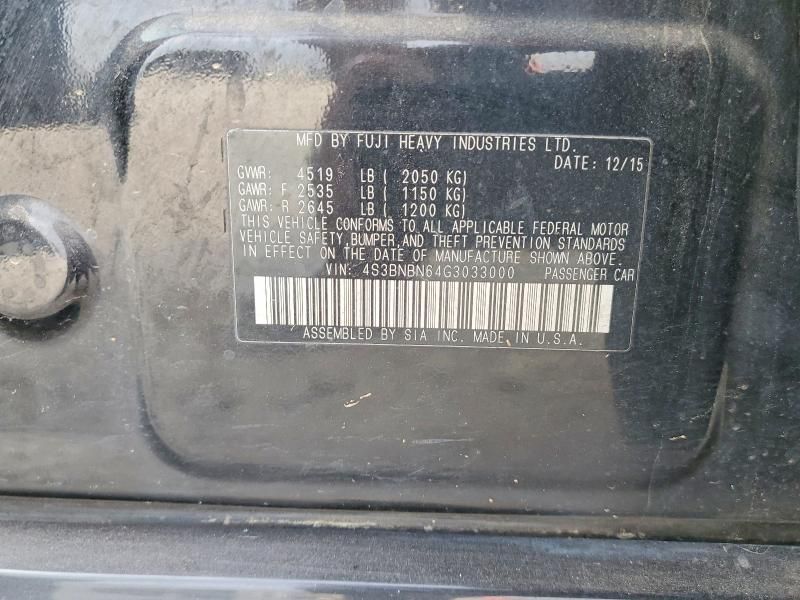 MFD BY FUJI HEAVY INDUSTRIES LTD.
DATE: 12/15
GVWR: 4519 LB ( 2050 KG)
GAWR: F 2535 LB ( 1150 KG)
GAWR: R 2645 LB ( 1200 KG)
THIS VEHICLE CONFORMS TO ALL APPLICABLE FEDERAL MOTOR
VEHICLE SAFETY, BUMPER, AND THEFT PREVENTION STANDARDS
IN EFFECT ON THE DATE OF MANUFACTURE SHOWN ABOVE.
VIN: 4S3BNBN64G3033000 PASSENGER CAR
ASSEMBLED BY SIA INC. MADE IN U.S.A.